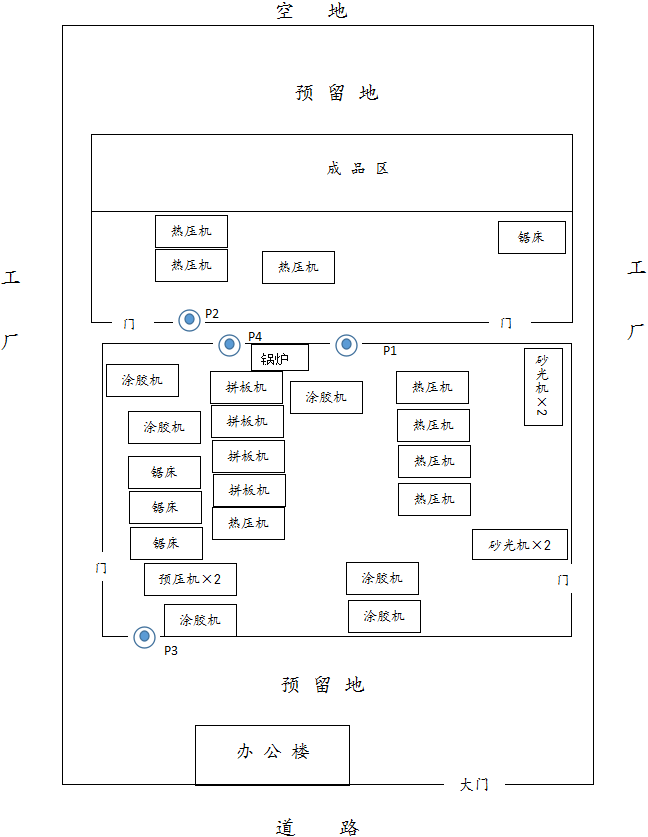 空 地
预 留 地
成 品 区
热压机
锯床
热压机
热压机
工
厂
工
厂
门
P2
门
P4
P1
锅炉
涂胶机
拼板机
涂胶机
热压机
砂光机×2
涂胶机
拼板机
热压机
拼板机
热压机
锯床
拼板机
热压机
锯床
热压机
锯床
砂光机×2
门
预压机×2
涂胶机
门
涂胶机
涂胶机
P3
预 留 地
办 公 楼
大门
道 路